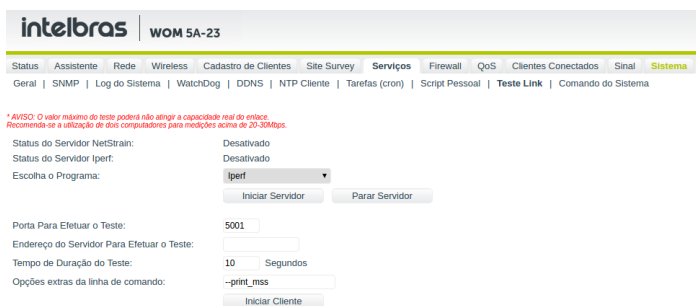 intelbras WOM 5A-23
Status Assistente Rede Wireless Cadastro de Clientes Site Survey Serviços Firewall QoS Clientes Conectados Sinal Sistema
Geral | SNMP | Log do Sistema | WatchDog | DDNS | NTP Cliente | Tarefas (cron) | Script Pessoal | Teste Link | Comando do Sistema
* AVISO: O valor máximo do teste poderá não atingir a capacidade real do enlace.
Recomenda-se a utilização de dois computadores para medições acima de 20-30Mbps.
Status do Servidor NetStrain: Desativado
Status do Servidor Iperf: Desativado
Escolha o Programa: Iperf
Iniciar Servidor Parar Servidor
Porta Para Efetuar o Teste: 5001
Endereço do Servidor Para Efetuar o Teste:
Tempo de Duração do Teste: 10 Segundos
Opções extras da linha de comando: --print_mss
Iniciar Cliente